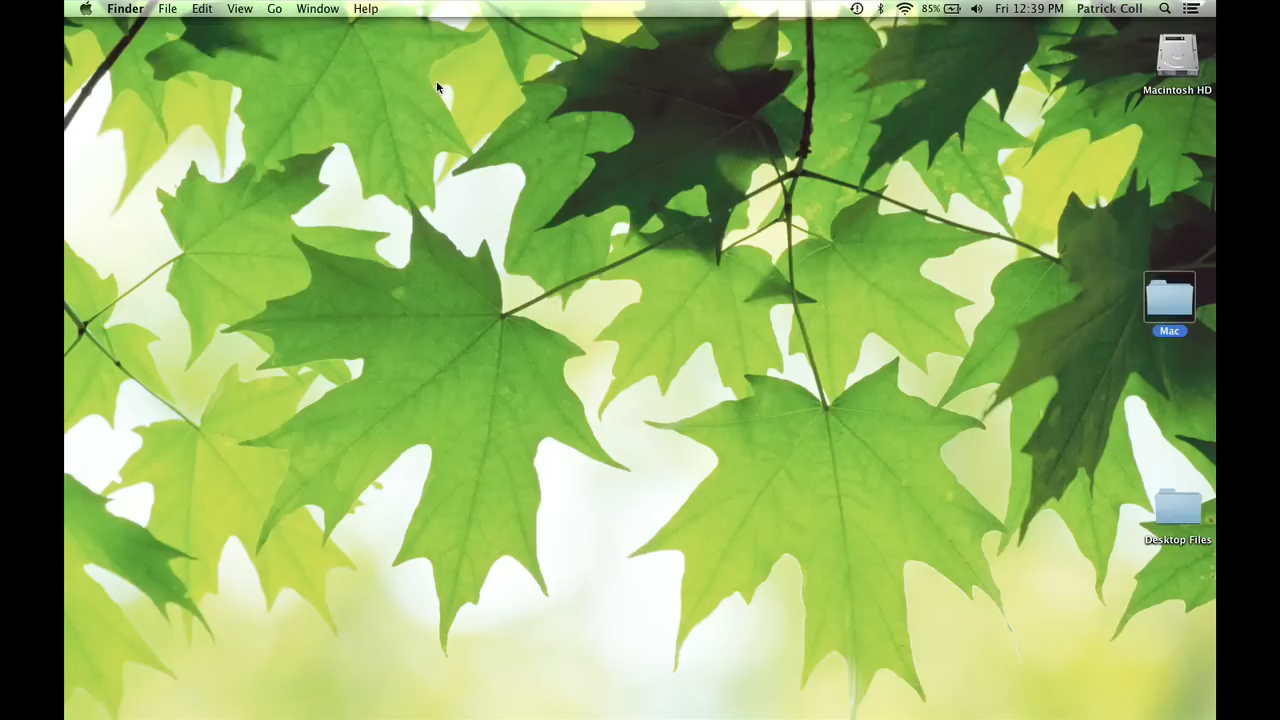 Finder File Edit View Go Window Help 85% Fri 12:39 PM Patrick Coll
Macintosh HD
Mac
Desktop Files